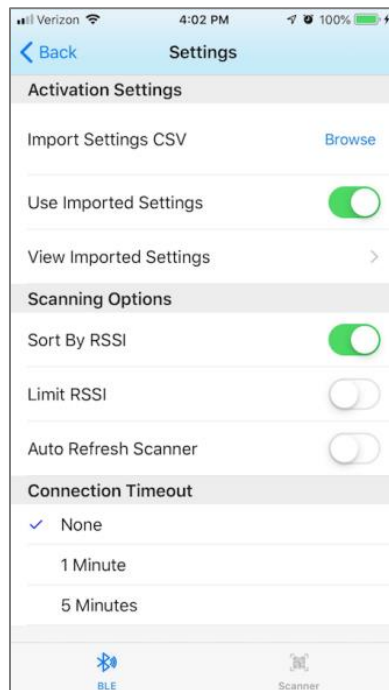 Verizon 4:02 PM 100%
Back Settings
Activation Settings
Import Settings CSV Browse
Use Imported Settings
View Imported Settings
Scanning Options
Sort By RSSI
Limit RSSI
Auto Refresh Scanner
Connection Timeout
None
1 Minute
5 Minutes
BLE Scanner